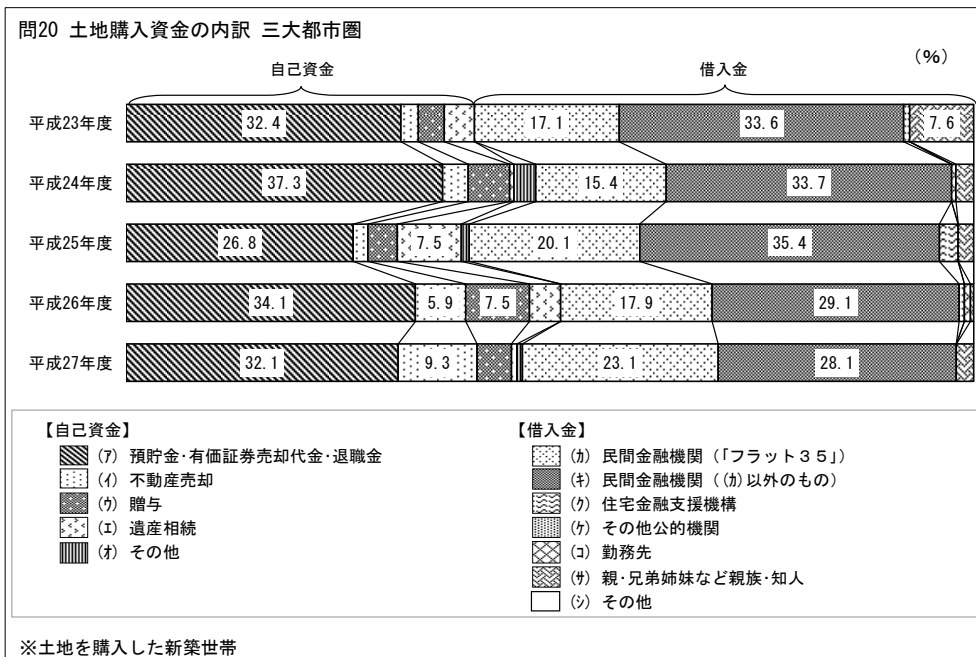 問20 土地購入資金の内訳 三大都市圏
(%)
自己資金 借入金
平成23年度 32.4 17.1 33.6 7.6
平成24年度 37.3 15.4 33.7
平成25年度 26.8 7.5 20.1 35.4
平成26年度 34.1 5.9 7.5 17.9 29.1
平成27年度 32.1 9.3 23.1 28.1
【自己資金】
(ｱ) 預貯金･有価証券売却代金･退職金
(ｲ) 不動産売却
(ｳ) 贈与
(ｴ) 遺産相続
(ｵ) その他
【借入金】
(ｶ) 民間金融機関（｢フラット３５｣）
(ｷ) 民間金融機関（(ｶ)以外のもの）
(ｸ) 住宅金融支援機構
(ｹ) その他公的機関
(ｺ) 勤務先
(ｻ) 親･兄弟姉妹など親族･知人
(ｼ) その他
※土地を購入した新築世帯